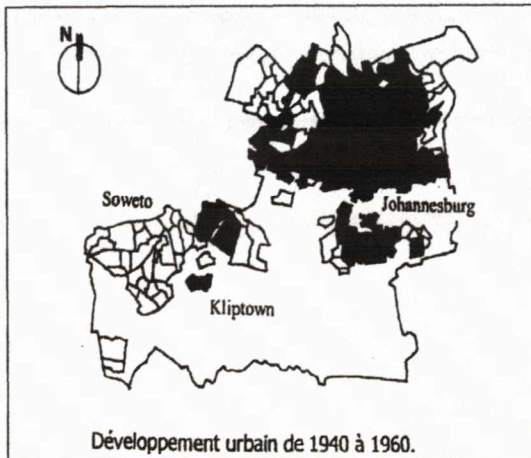 N
Soweto
Johannesburg
Kliptown
Développement urbain de 1940 à 1960.